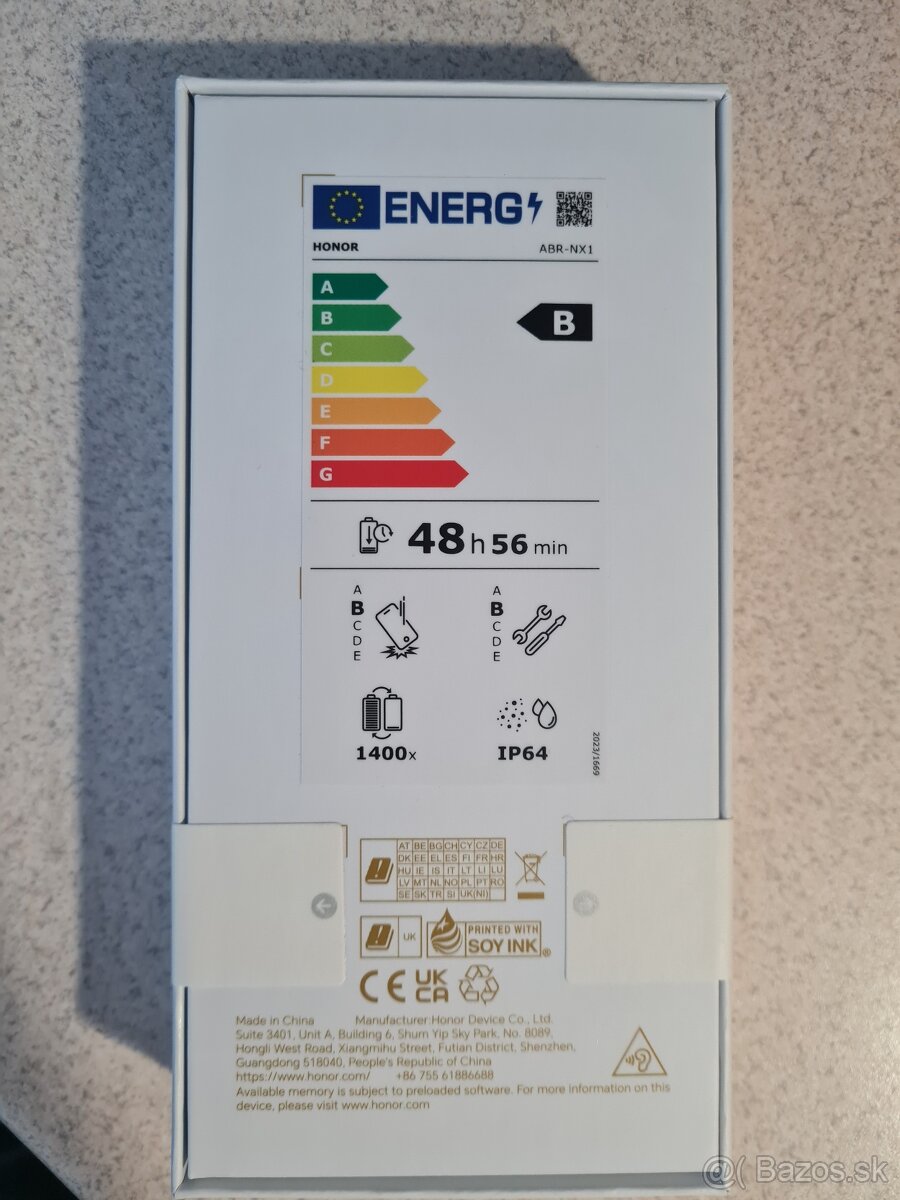 ENERG
HONOR ABR-NX1
A
B
C
D
E
F
G
B
48 h 56 min
A
B
C
D
E
A
B
C
D
E
1400x
IP64
2023/1669
AT BE BG CH CY CZ DE
DK EE EL ES FI FR HR
HU IE IS IT LT LI LU
LV MT NL NO PL PT RO
SE SK TR SI UK(NI)
UK
PRINTED WITH
SOY INK®
CE UK
CA
Made in China Manufacturer:Honor Device Co., Ltd.
Suite 3401, Unit A, Building 6, Shum Yip Sky Park, No. 8089,
Hongli West Road, Xiangmihu Street, Futian District, Shenzhen,
Guangdong 518040, People's Republic of China
https://www.honor.com/ +86 755 61886688
Available memory is subject to preloaded software. For more information on this
device, please visit www.honor.com
@( Bazos.sk